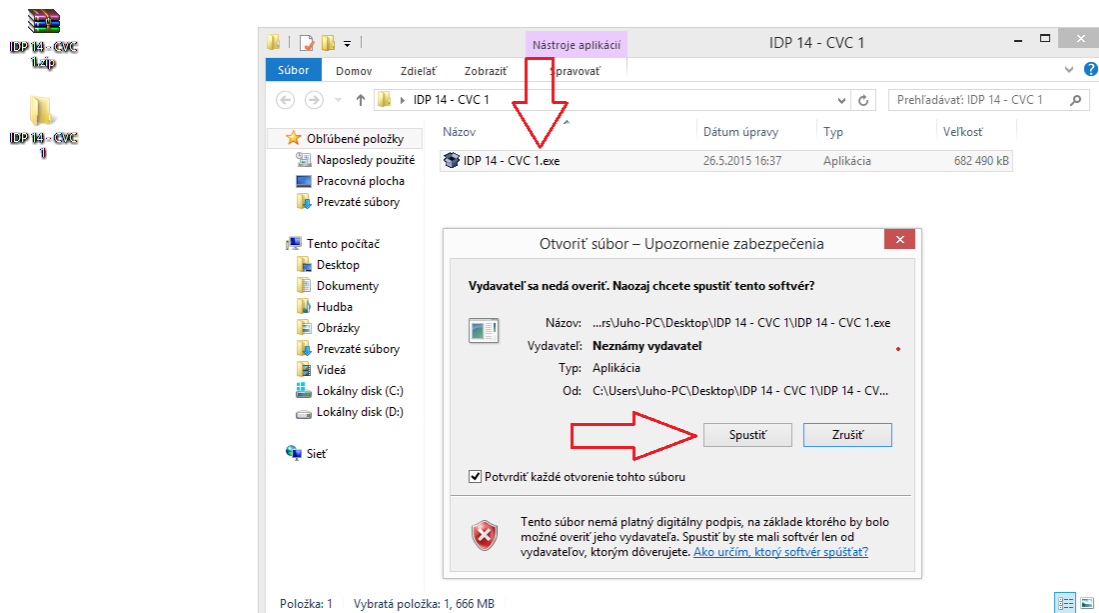 IDP 14 - CVC
1.zip
IDP 14 - CVC
1
Nástroje aplikácií
IDP 14 - CVC 1
Súbor
Domov
Zdieľať
Zobraziť
Spravovať
IDP 14 - CVC 1
Prehľadávať: IDP 14 - CVC 1
Obľúbené položky
Naposledy použité
Pracovná plocha
Prevzaté súbory
Tento počítač
Desktop
Dokumenty
Hudba
Obrázky
Prevzaté súbory
Videá
Lokálny disk (C:)
Lokálny disk (D:)
Sieť
Názov
Dátum úpravy
Typ
Veľkosť
IDP 14 - CVC 1.exe
26.5.2015 16:37
Aplikácia
682 490 kB
Otvoriť súbor – Upozornenie zabezpečenia
Vydavateľ sa nedá overiť. Naozaj chcete spustiť tento softvér?
Názov: ...rs\Juho-PC\Desktop\IDP 14 - CVC 1\IDP 14 - CVC 1.exe
Vydavateľ: Neznámy vydavateľ
Typ: Aplikácia
Od: C:\Users\Juho-PC\Desktop\IDP 14 - CVC 1\IDP 14 - CV...
Spustiť
Zrušiť
Potvrdiť každé otvorenie tohto súboru
Tento súbor nemá platný digitálny podpis, na základe ktorého by bolo
možné overiť jeho vydavateľa. Spustiť by ste mali softvér len od
vydavateľov, ktorým dôverujete. Ako určím, ktorý softvér spúšťať?
Položka: 1
Vybratá položka: 1, 666 MB